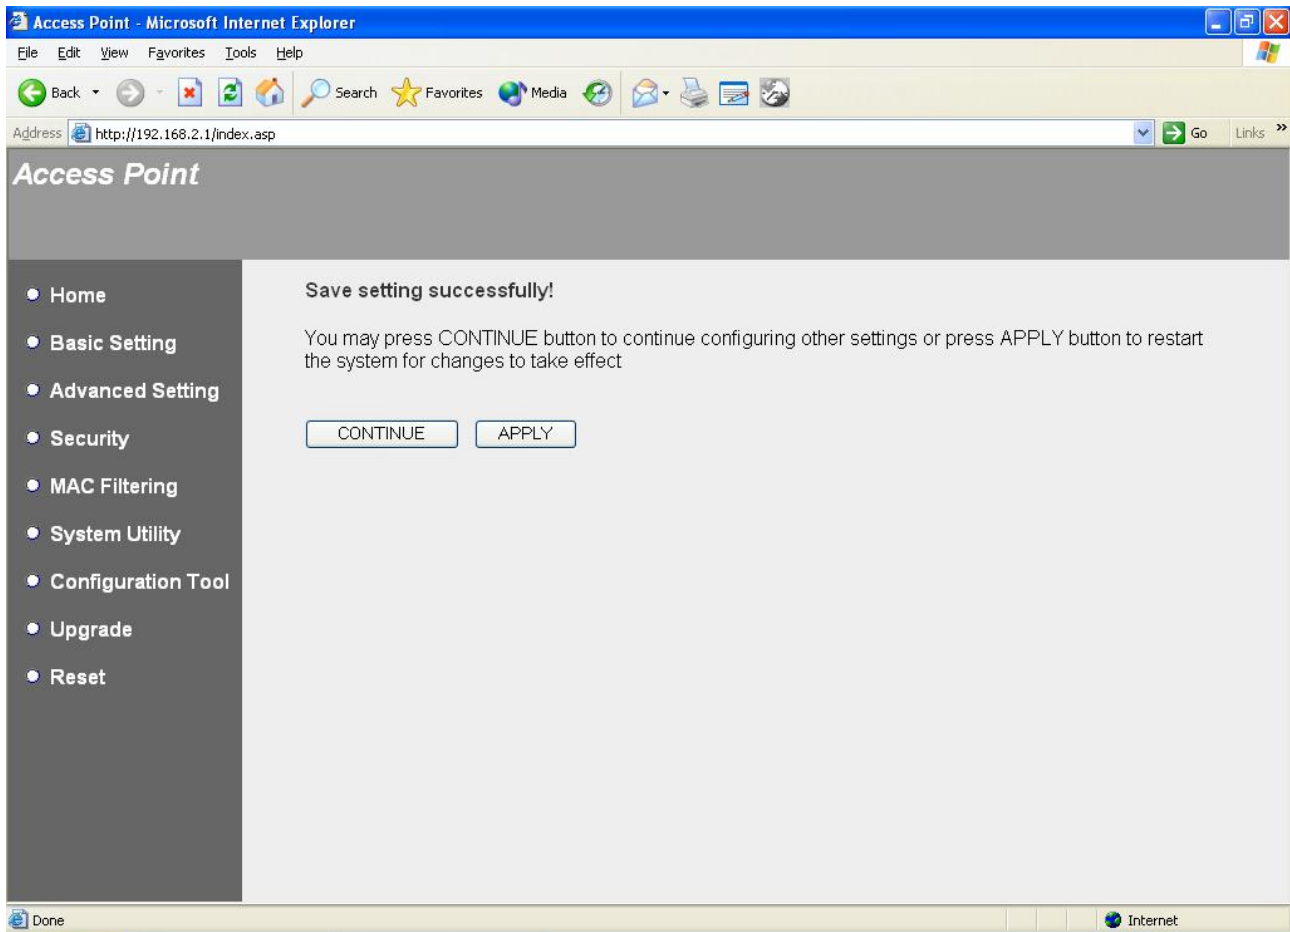 Access Point - Microsoft Internet Explorer
File Edit View Favorites Tools Help
Back Search Favorites Media
Address http://192.168.2.1/index.asp Go Links »
Access Point
Home
Basic Setting
Advanced Setting
Security
MAC Filtering
System Utility
Configuration Tool
Upgrade
Reset
Save setting successfully!
You may press CONTINUE button to continue configuring other settings or press APPLY button to restart
the system for changes to take effect
CONTINUE APPLY
Done Internet